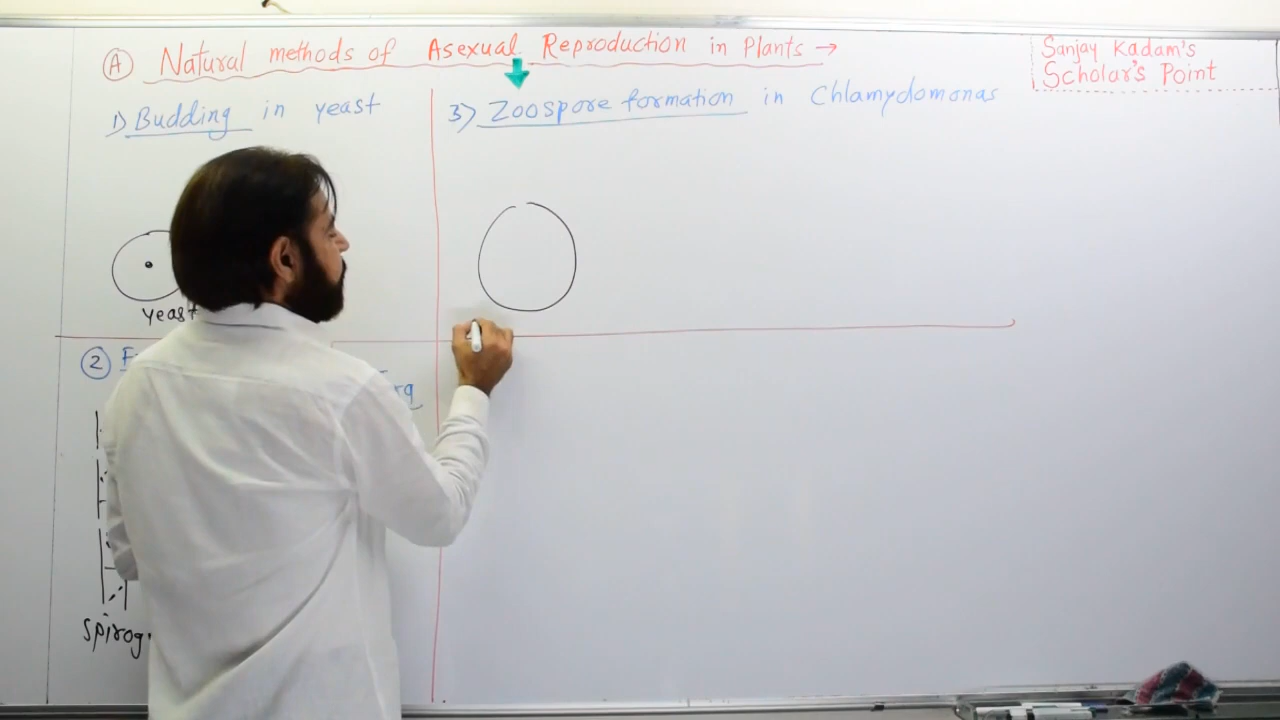 A Natural methods of Asexual Reproduction in Plants →
Sanjay Kadam's
Scholar's Point
1) Budding in yeast
3) Zoospore formation in Chlamydomonas
yeast
2